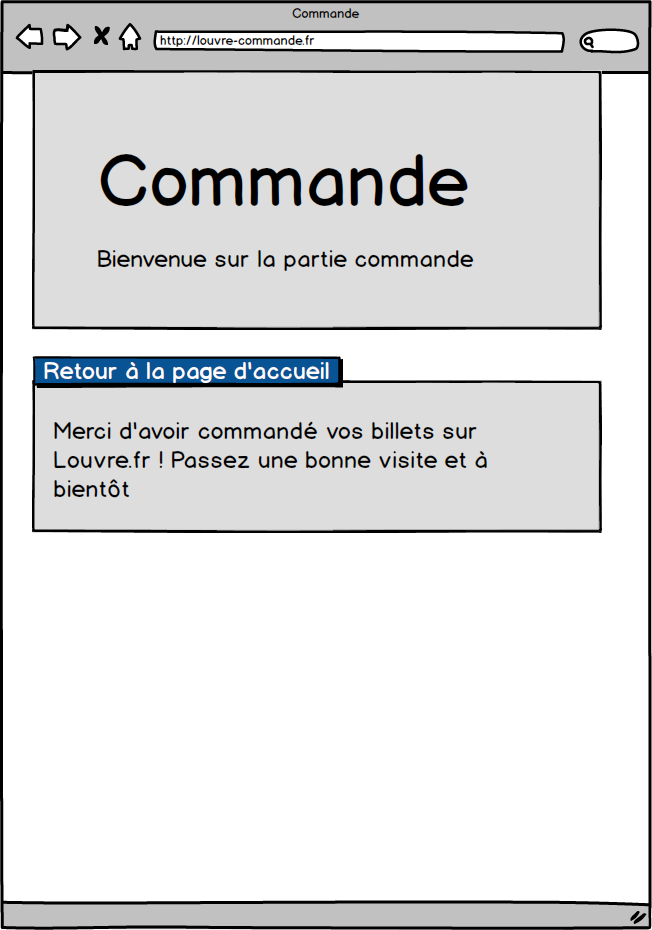 Commande
http://louvre-commande.fr
Commande
Bienvenue sur la partie commande
Retour à la page d'accueil
Merci d'avoir commandé vos billets sur
Louvre.fr ! Passez une bonne visite et à
bientôt